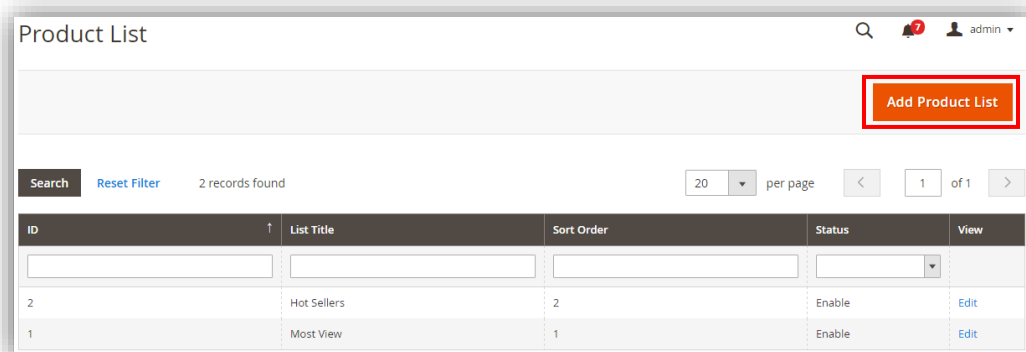 Product List
7
admin
Add Product List
Search Reset Filter 2 records found 20 per page 1 of 1
ID ↑ List Title Sort Order Status View
2 Hot Sellers 2 Enable Edit
1 Most View 1 Enable Edit